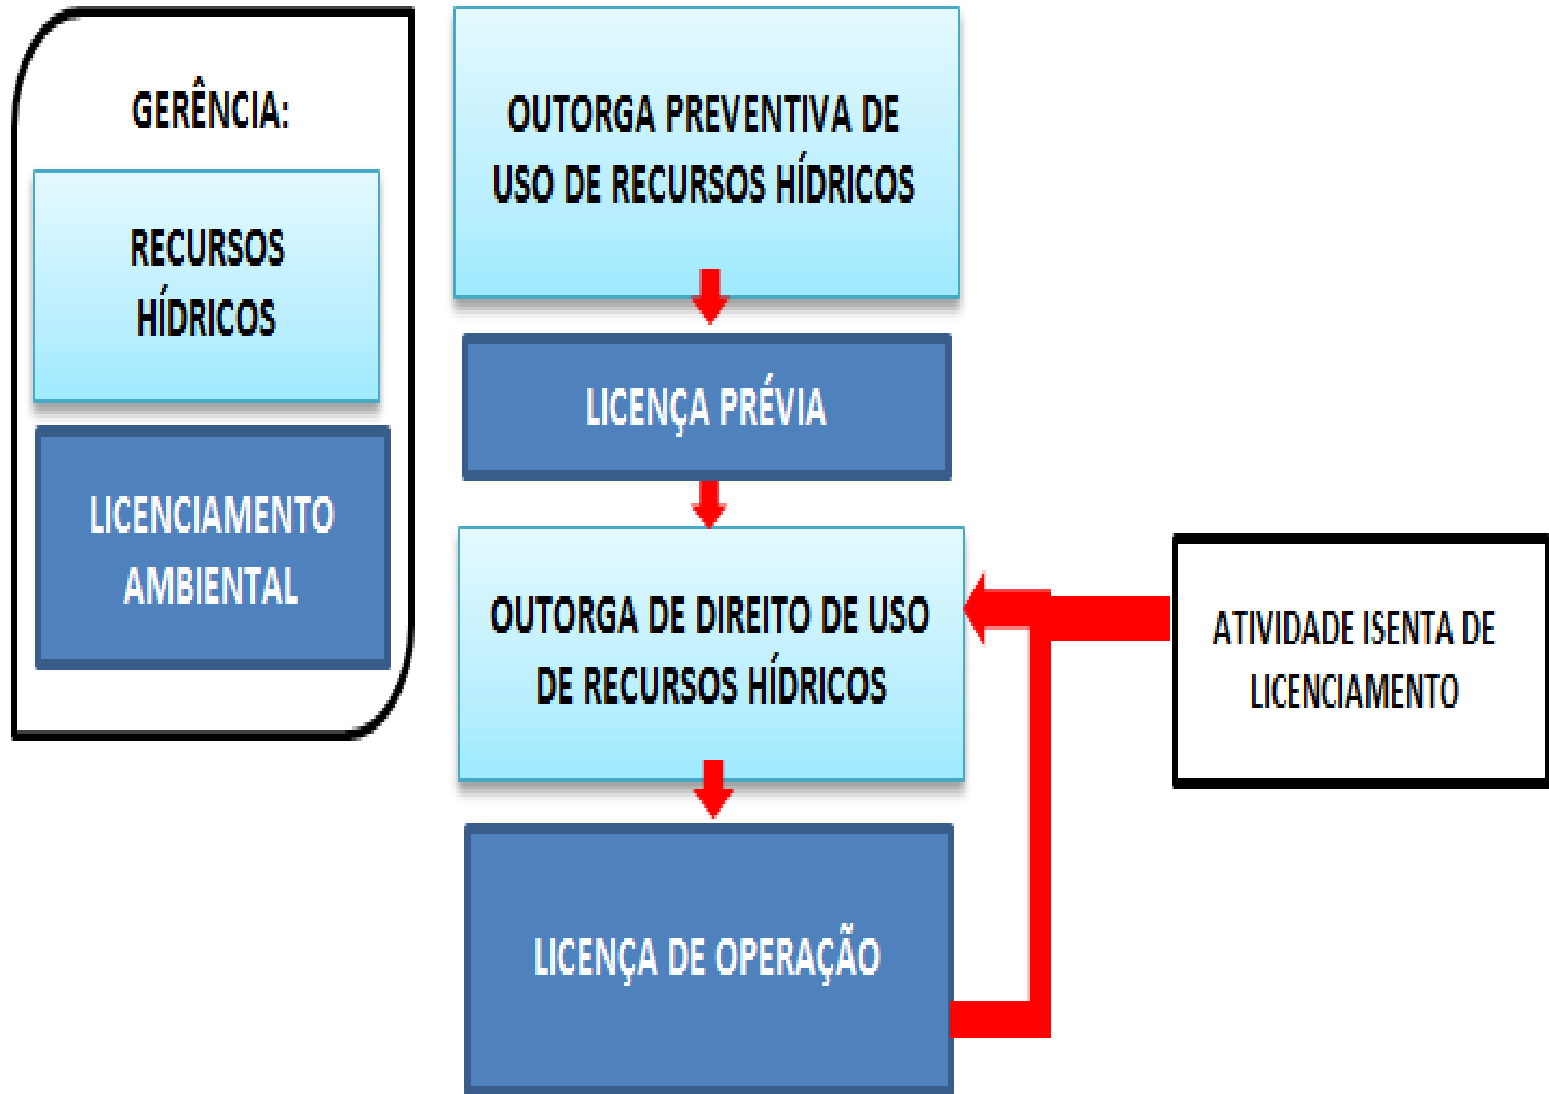 GERÊNCIA:
RECURSOS
HÍDRICOS
LICENCIAMENTO
AMBIENTAL
OUTORGA PREVENTIVA DE
USO DE RECURSOS HÍDRICOS
LICENÇA PRÉVIA
OUTORGA DE DIREITO DE USO
DE RECURSOS HÍDRICOS
LICENÇA DE OPERAÇÃO
ATIVIDADE ISENTA DE
LICENCIAMENTO